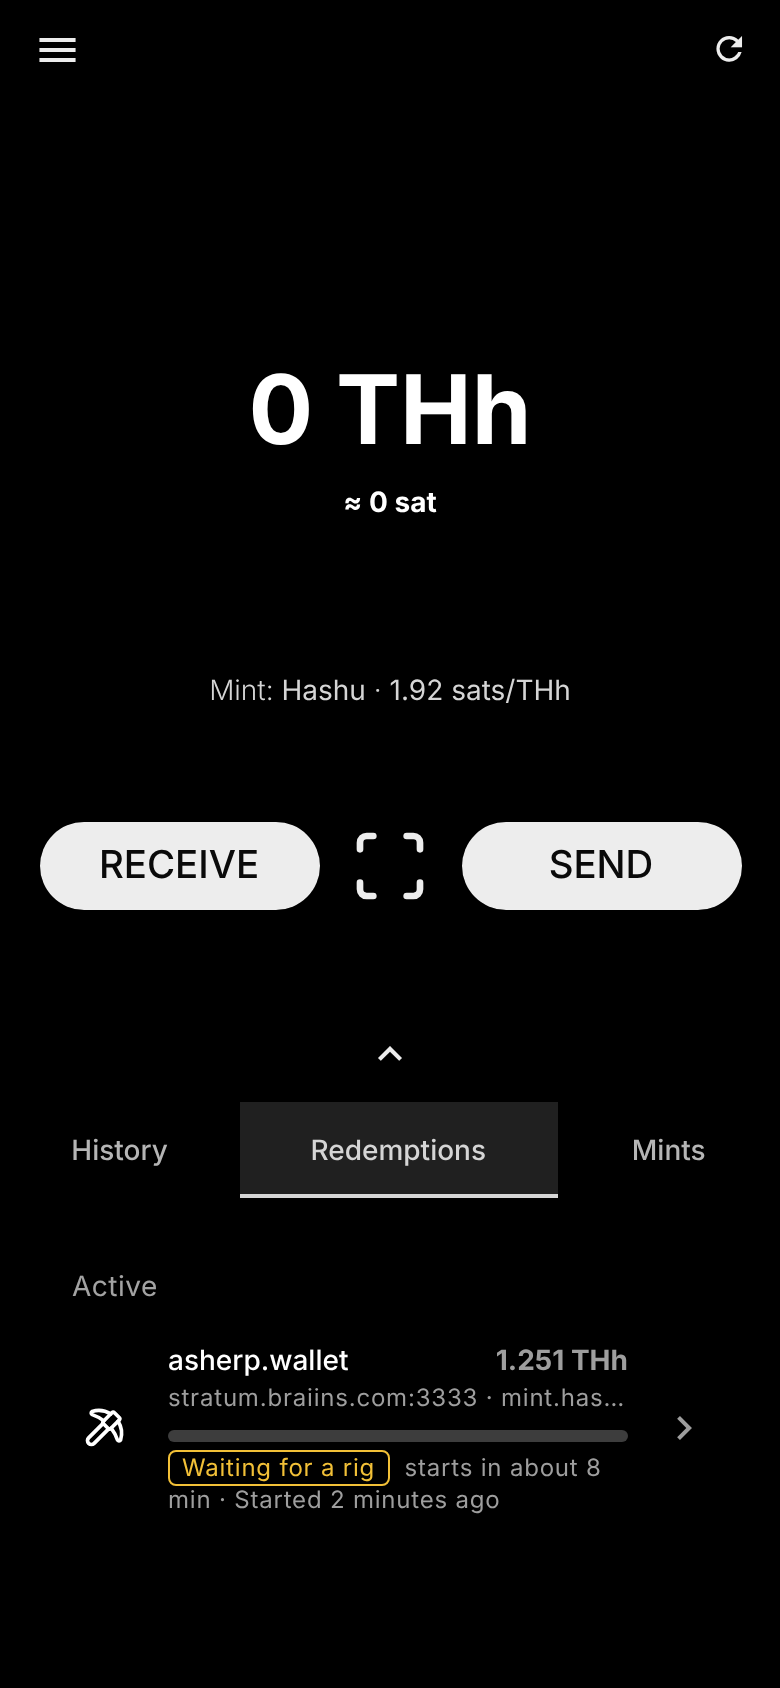 0 THh
≈ 0 sat
Mint: Hashu · 1.92 sats/THh
RECEIVE
SEND
History
Redemptions
Mints
Active
asherp.wallet
1.251 THh
stratum.braiins.com:3333 · mint.has...
Waiting for a rig starts in about 8
min · Started 2 minutes ago